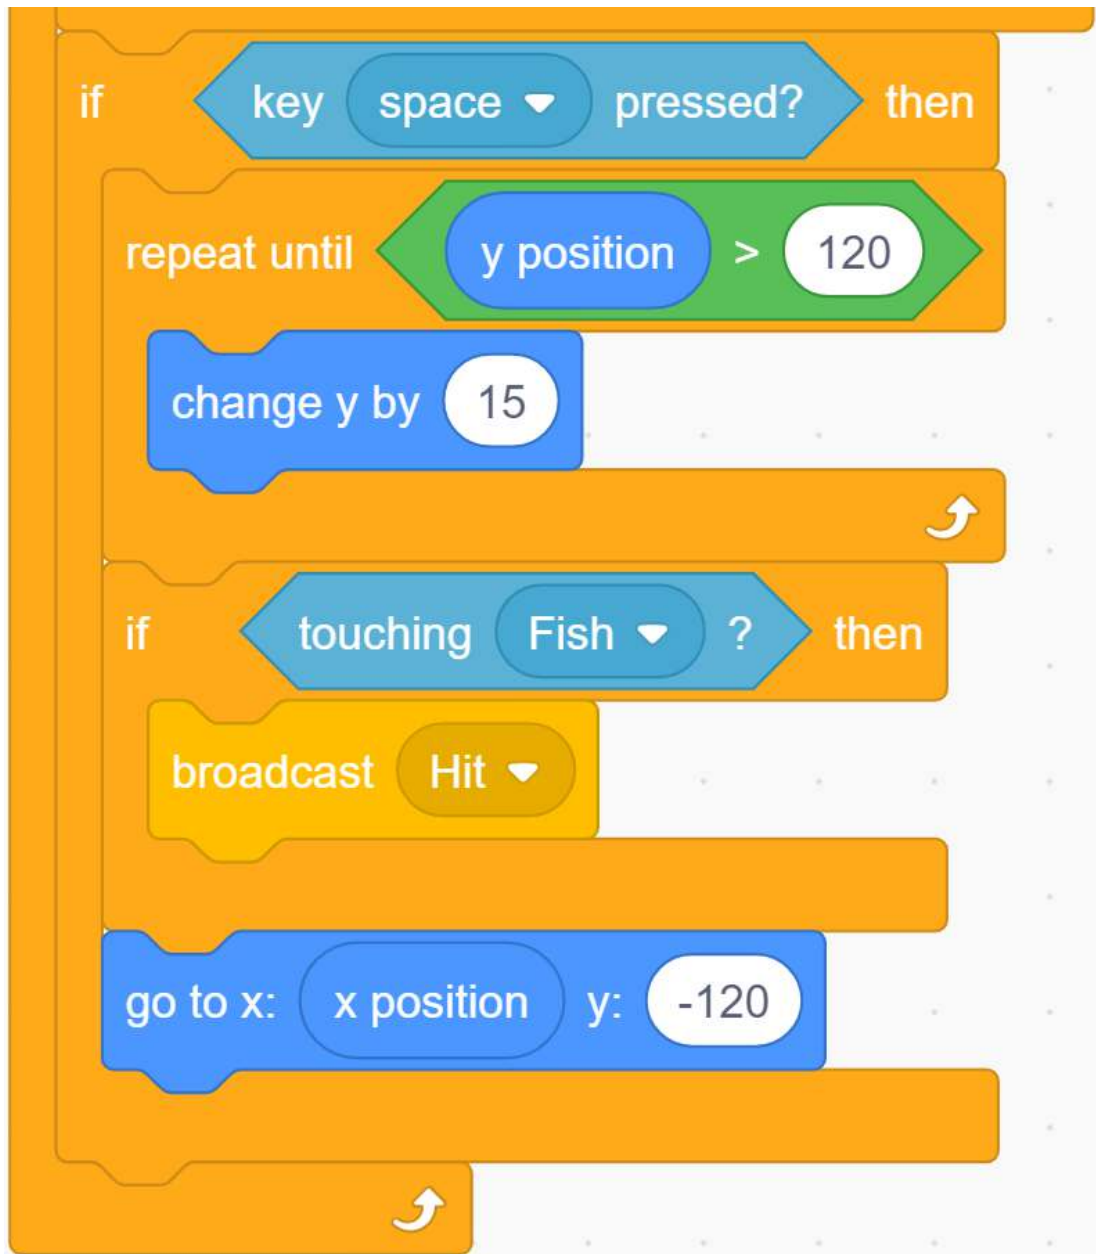 if key space pressed? then
repeat until y position > 120
change y by 15
if touching Fish ? then
broadcast Hit
go to x: x position y: -120